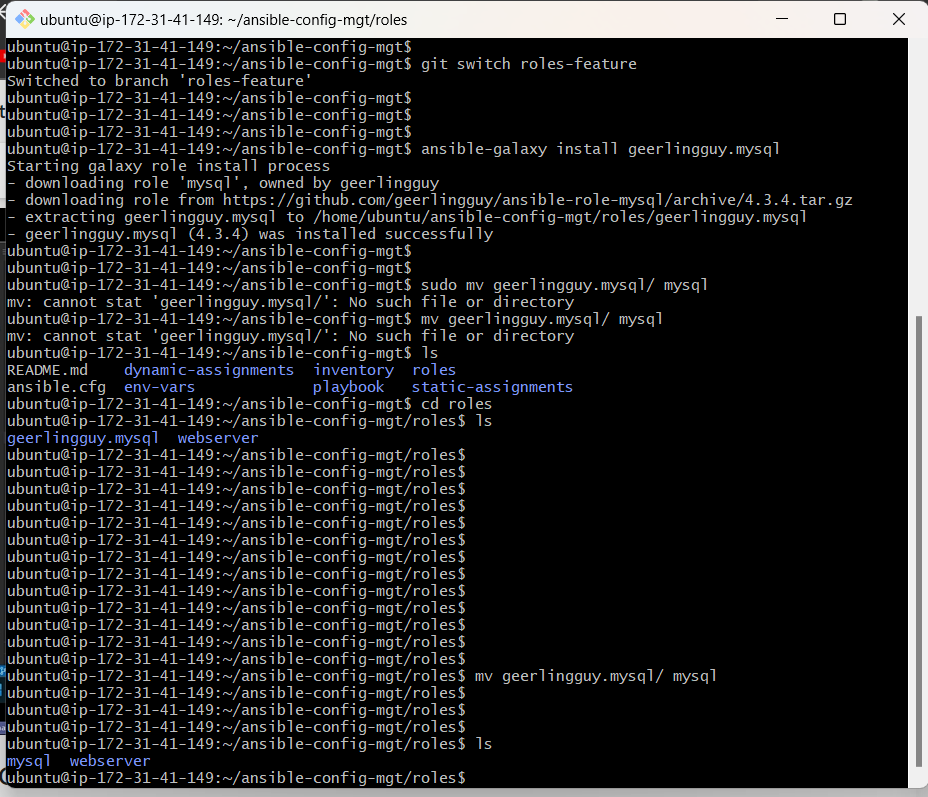 ubuntu@ip-172-31-41-149: ~/ansible-config-mgt/roles
ubuntu@ip-172-31-41-149:~/ansible-config-mgt$
ubuntu@ip-172-31-41-149:~/ansible-config-mgt$ git switch roles-feature
Switched to branch 'roles-feature'
ubuntu@ip-172-31-41-149:~/ansible-config-mgt$
ubuntu@ip-172-31-41-149:~/ansible-config-mgt$
ubuntu@ip-172-31-41-149:~/ansible-config-mgt$
ubuntu@ip-172-31-41-149:~/ansible-config-mgt$ ansible-galaxy install geerlingguy.mysql
Starting galaxy role install process
- downloading role 'mysql', owned by geerlingguy
- downloading role from https://github.com/geerlingguy/ansible-role-mysql/archive/4.3.4.tar.gz
- extracting geerlingguy.mysql to /home/ubuntu/ansible-config-mgt/roles/geerlingguy.mysql
- geerlingguy.mysql (4.3.4) was installed successfully
ubuntu@ip-172-31-41-149:~/ansible-config-mgt$
ubuntu@ip-172-31-41-149:~/ansible-config-mgt$
ubuntu@ip-172-31-41-149:~/ansible-config-mgt$ sudo mv geerlingguy.mysql/ mysql
mv: cannot stat 'geerlingguy.mysql/': No such file or directory
ubuntu@ip-172-31-41-149:~/ansible-config-mgt$ mv geerlingguy.mysql/ mysql
mv: cannot stat 'geerlingguy.mysql/': No such file or directory
ubuntu@ip-172-31-41-149:~/ansible-config-mgt$ ls
README.md    dynamic-assignments  inventory  roles
ansible.cfg  env-vars             playbook   static-assignments
ubuntu@ip-172-31-41-149:~/ansible-config-mgt$ cd roles
ubuntu@ip-172-31-41-149:~/ansible-config-mgt/roles$ ls
geerlingguy.mysql  webserver
ubuntu@ip-172-31-41-149:~/ansible-config-mgt/roles$
ubuntu@ip-172-31-41-149:~/ansible-config-mgt/roles$
ubuntu@ip-172-31-41-149:~/ansible-config-mgt/roles$
ubuntu@ip-172-31-41-149:~/ansible-config-mgt/roles$
ubuntu@ip-172-31-41-149:~/ansible-config-mgt/roles$
ubuntu@ip-172-31-41-149:~/ansible-config-mgt/roles$
ubuntu@ip-172-31-41-149:~/ansible-config-mgt/roles$
ubuntu@ip-172-31-41-149:~/ansible-config-mgt/roles$
ubuntu@ip-172-31-41-149:~/ansible-config-mgt/roles$
ubuntu@ip-172-31-41-149:~/ansible-config-mgt/roles$
ubuntu@ip-172-31-41-149:~/ansible-config-mgt/roles$
ubuntu@ip-172-31-41-149:~/ansible-config-mgt/roles$
ubuntu@ip-172-31-41-149:~/ansible-config-mgt/roles$
ubuntu@ip-172-31-41-149:~/ansible-config-mgt/roles$ mv geerlingguy.mysql/ mysql
ubuntu@ip-172-31-41-149:~/ansible-config-mgt/roles$
ubuntu@ip-172-31-41-149:~/ansible-config-mgt/roles$
ubuntu@ip-172-31-41-149:~/ansible-config-mgt/roles$
ubuntu@ip-172-31-41-149:~/ansible-config-mgt/roles$ ls
mysql  webserver
ubuntu@ip-172-31-41-149:~/ansible-config-mgt/roles$